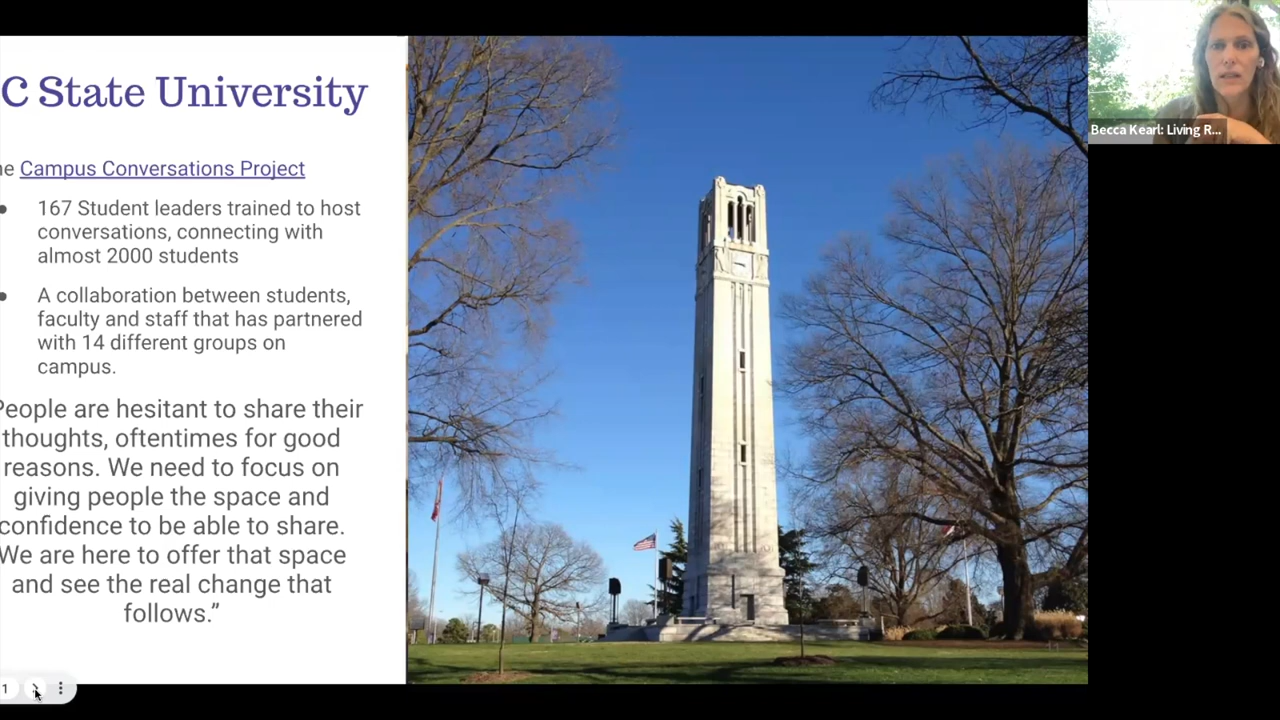 C State University
ne Campus Conversations Project
167 Student leaders trained to host
conversations, connecting with
almost 2000 students
A collaboration between students,
faculty and staff that has partnered
with 14 different groups on
campus.
People are hesitant to share their
thoughts, oftentimes for good
reasons. We need to focus on
giving people the space and
confidence to be able to share.
We are here to offer that space
and see the real change that
follows.”
Becca Kearl: Living R...
1